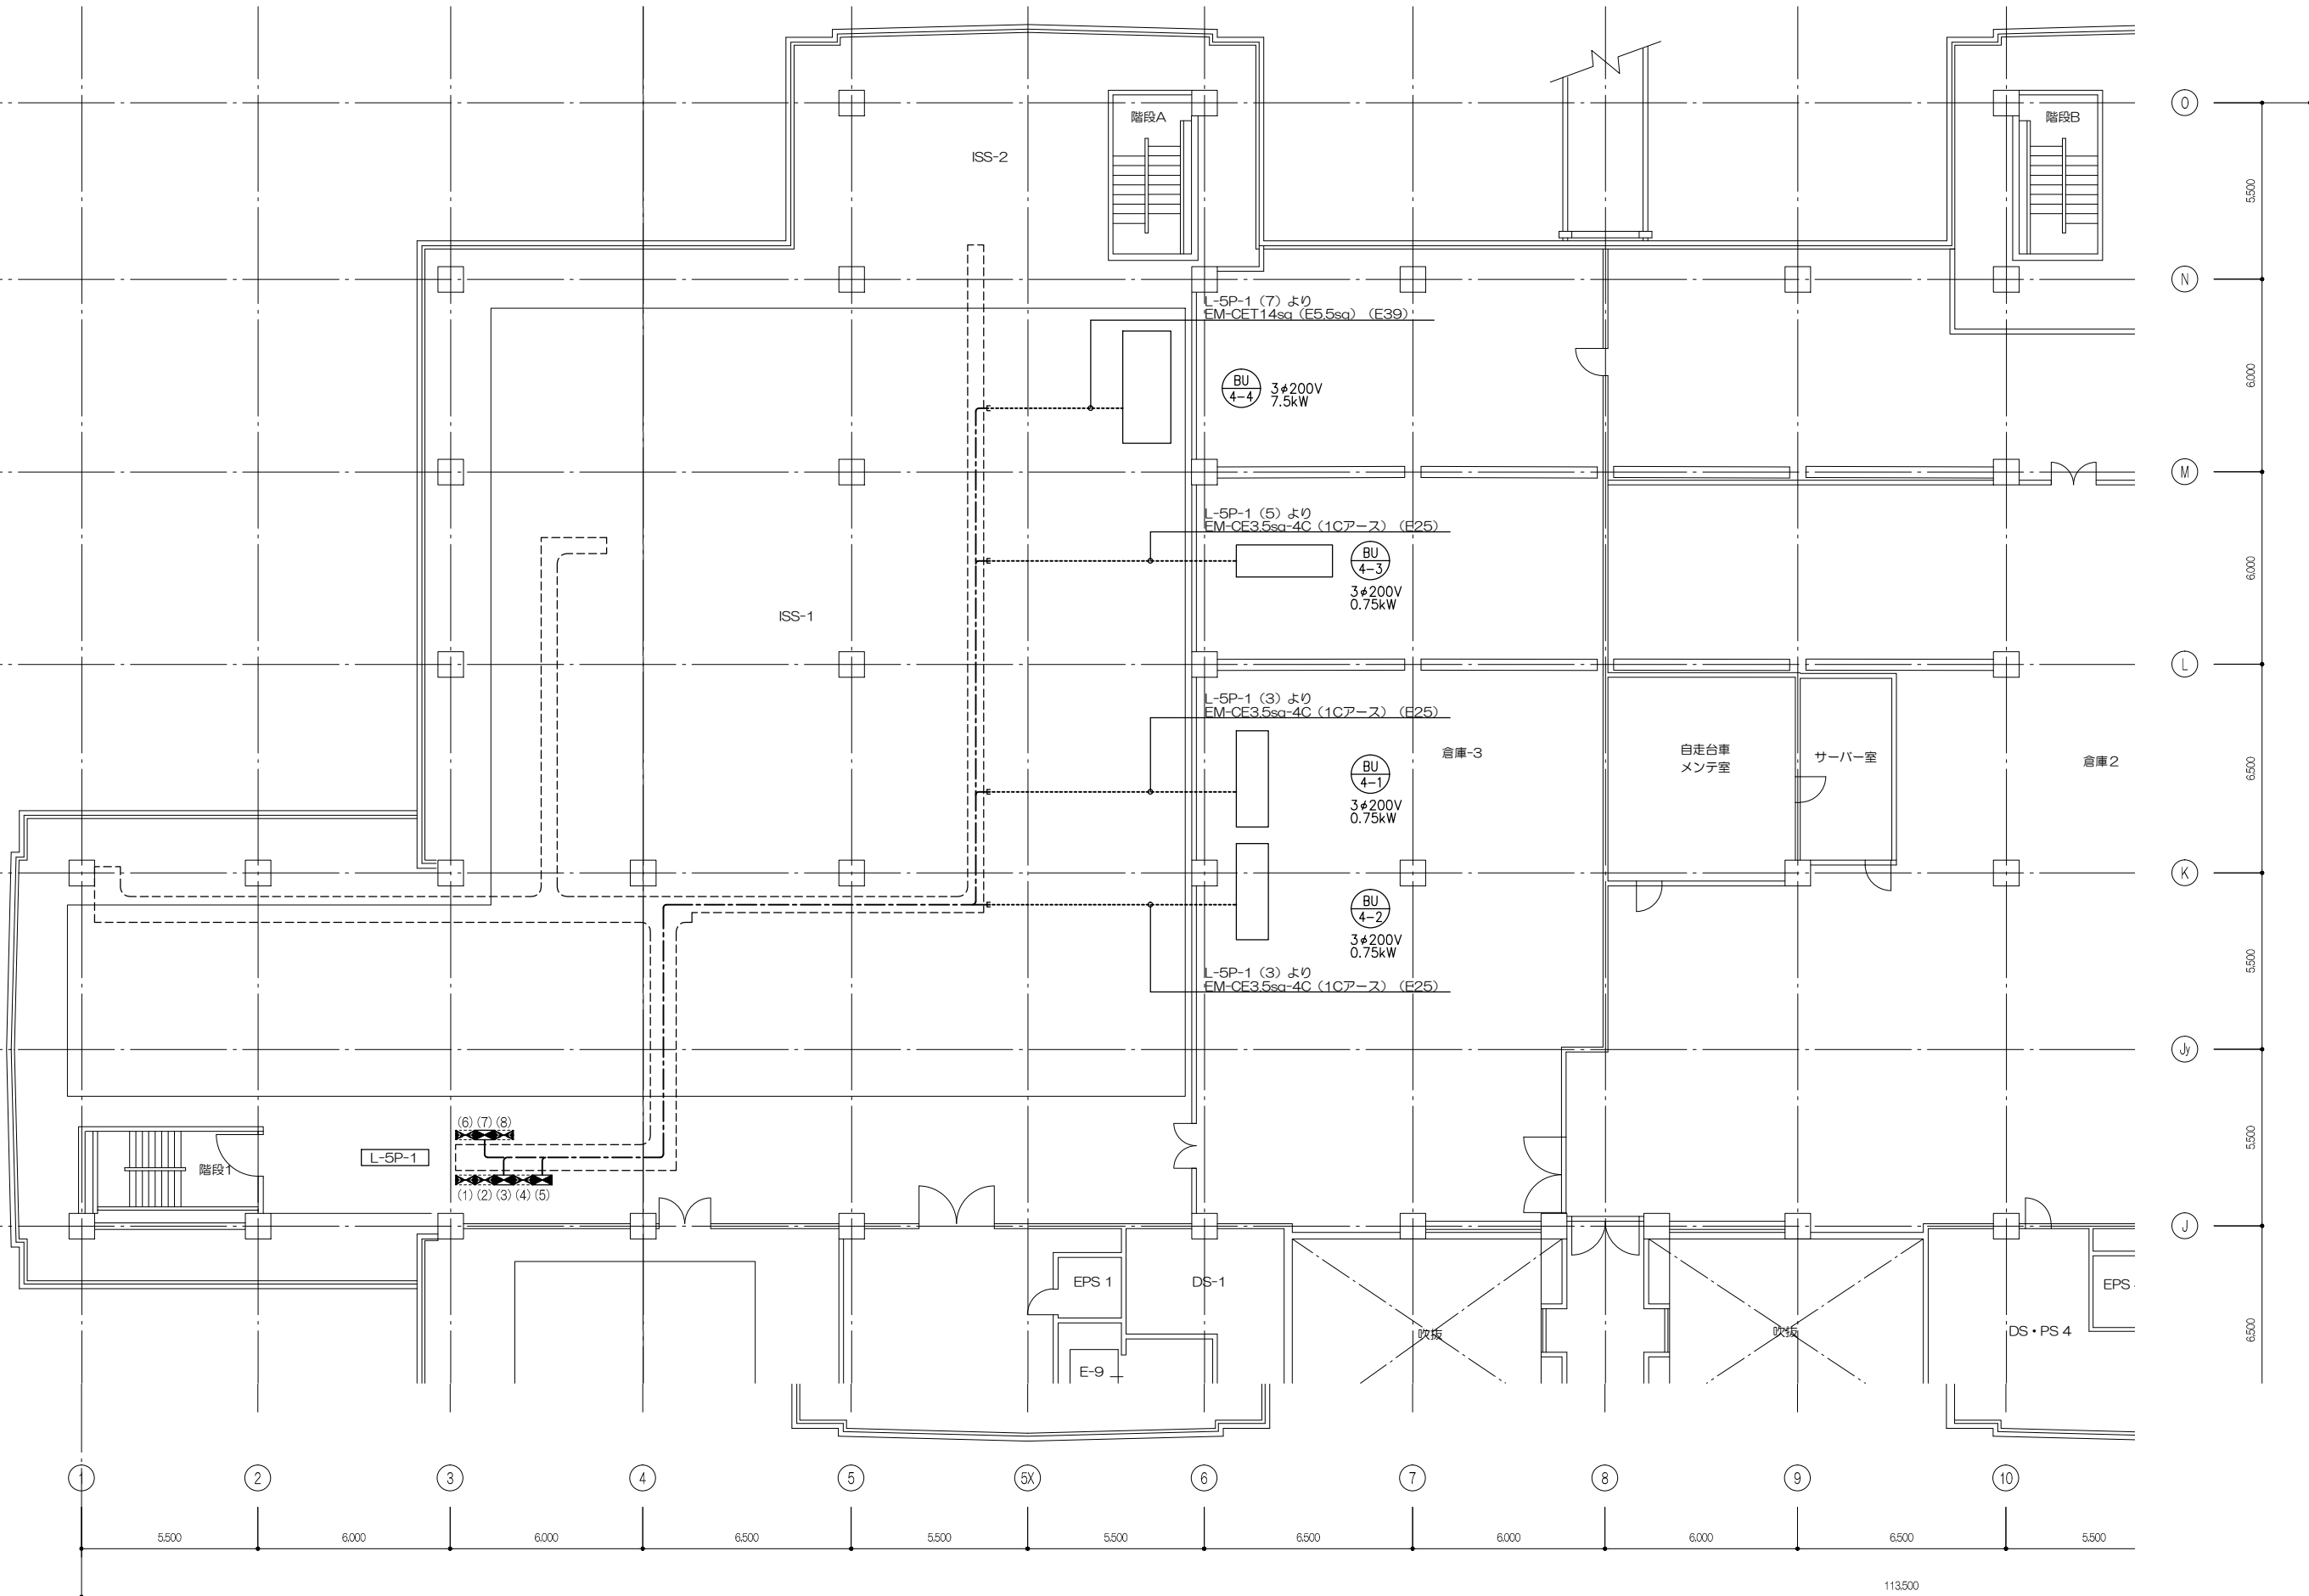 O
階段A
階段B
ISS-2
5.500
N
L-5P-1（7）より
EM-CET14sq（E5.5sq）（E39）
BU
4-4
3φ200V
7.5kW
6.000
M
L-5P-1（5）より
EM-CE3.5sq-4C（1Cアース）（E25）
BU
4-3
3φ200V
0.75kW
6.000
ISS-1
L
L-5P-1（3）より
EM-CE3.5sq-4C（1Cアース）（E25）
倉庫-3
自走台車
メンテ室
サーバー室
倉庫2
BU
4-1
3φ200V
0.75kW
6.500
K
BU
4-2
3φ200V
0.75kW
5.500
L-5P-1（3）より
EM-CE3.5sq-4C（1Cアース）（E25）
Jy
(6)(7)(8)
L-5P-1
階段1
(1)(2)(3)(4)(5)
5.500
J
EPS 1
DS-1
EPS
吹抜
吹抜
DS・PS 4
6.500
E-9
1
2
3
4
5
5X
6
7
8
9
10
5.500
6.000
6.000
6.500
5.500
5.500
6.500
6.000
6.000
6.500
5.500
113.500